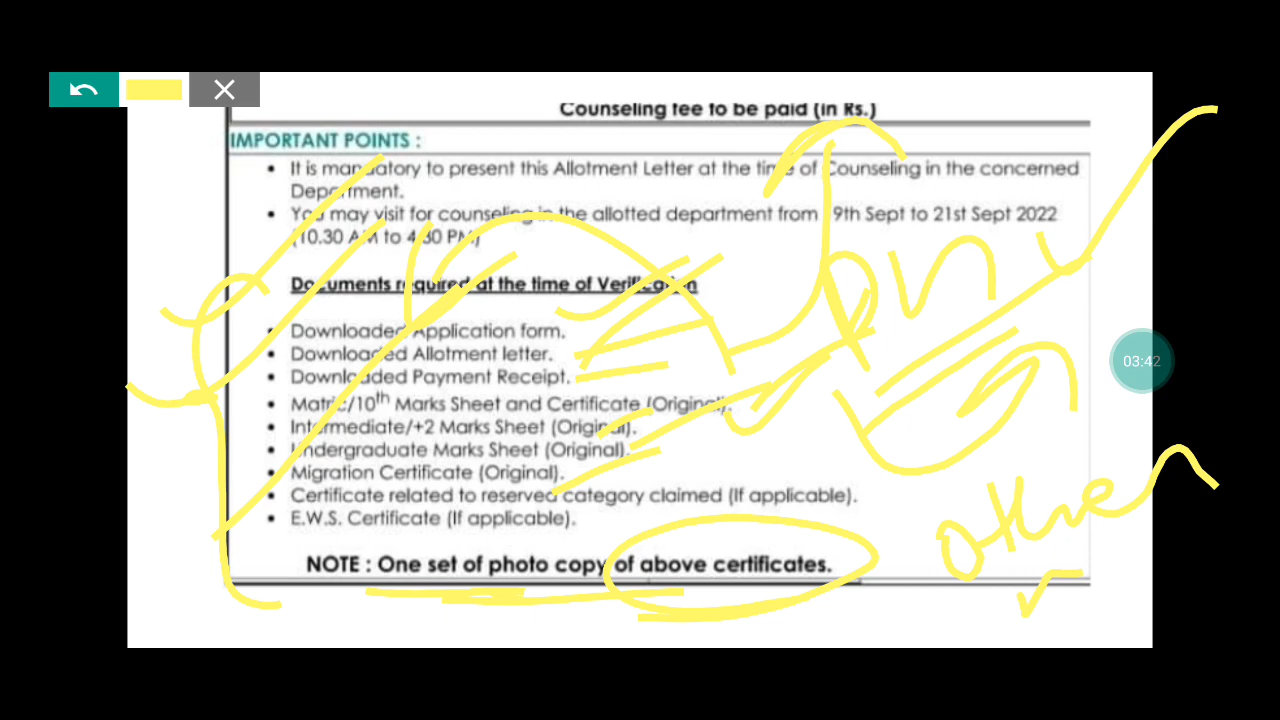 Counseling fee to be paid (in Rs.)
IMPORTANT POINTS :
• It is mandatory to present this Allotment Letter at the time of Counseling in the concerned
Department.
• You may visit for counseling in the allotted department from 9th Sept to 21st Sept 2022
(10.30 AM to 4.30 PM)
Documents required at the time of Verification
• Downloaded Application form.
• Downloaded Allotment letter.
03:42
• Downloaded Payment Receipt.
• Matric/10th Marks Sheet and Certificate (Original).
• Intermediate/+2 Marks Sheet (Original).
• Undergraduate Marks Sheet (Original).
• Migration Certificate (Original).
• Certificate related to reserved category claimed (If applicable).
• E.W.S. Certificate (If applicable).
other
NOTE : One set of photo copy of above certificates.